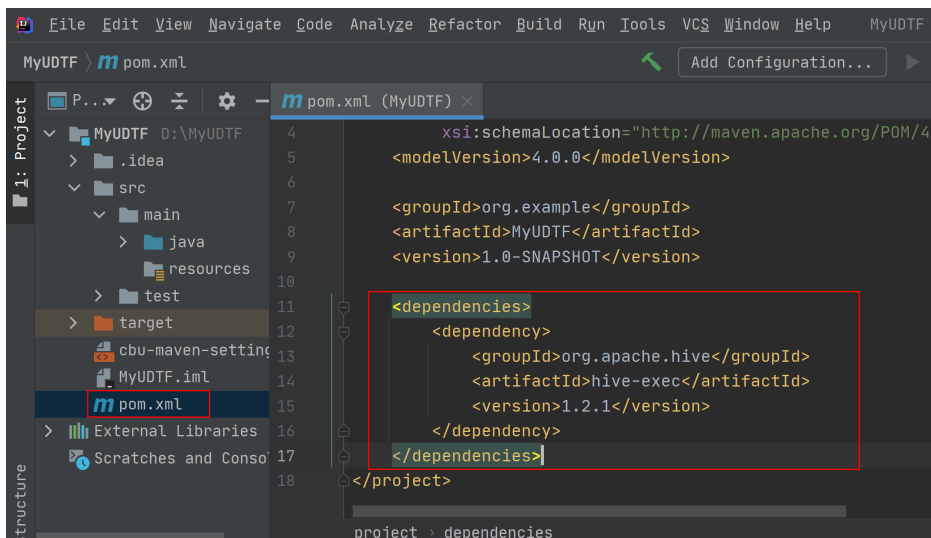 File Edit View Navigate Code Analyze Refactor Build Run Tools VCS Window Help MyUDTF
MyUDTF pom.xml Add Configuration...
1: Project
P...
pom.xml (MyUDTF)
MyUDTF D:\MyUDTF
.idea
src
main
java
resources
test
target
cbu-maven-setting
MyUDTF.iml
pom.xml
External Libraries
Scratches and Conso
4 xsi:schemaLocation="http://maven.apache.org/POM/4
5 <modelVersion>4.0.0</modelVersion>
6
7 <groupId>org.example</groupId>
8 <artifactId>MyUDTF</artifactId>
9 <version>1.0-SNAPSHOT</version>
10
11 <dependencies>
12 <dependency>
13 <groupId>org.apache.hive</groupId>
14 <artifactId>hive-exec</artifactId>
15 <version>1.2.1</version>
16 </dependency>
17 </dependencies>
18 </project>
project › dependencies
tructure